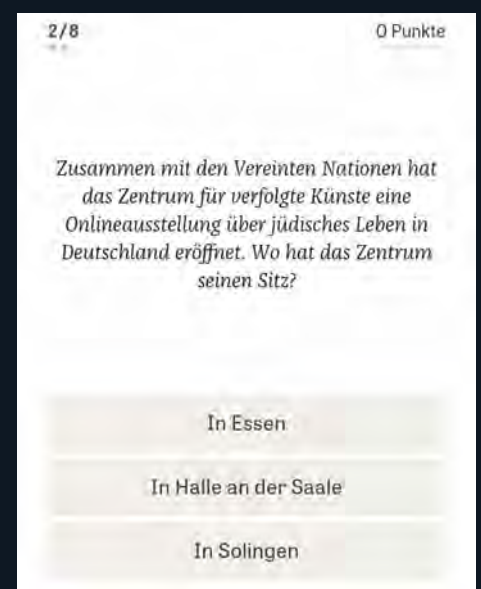 2/8
0 Punkte
Zusammen mit den Vereinten Nationen hat
das Zentrum für verfolgte Künste eine
Onlineausstellung über jüdisches Leben in
Deutschland eröffnet. Wo hat das Zentrum
seinen Sitz?
In Essen
In Halle an der Saale
In Solingen